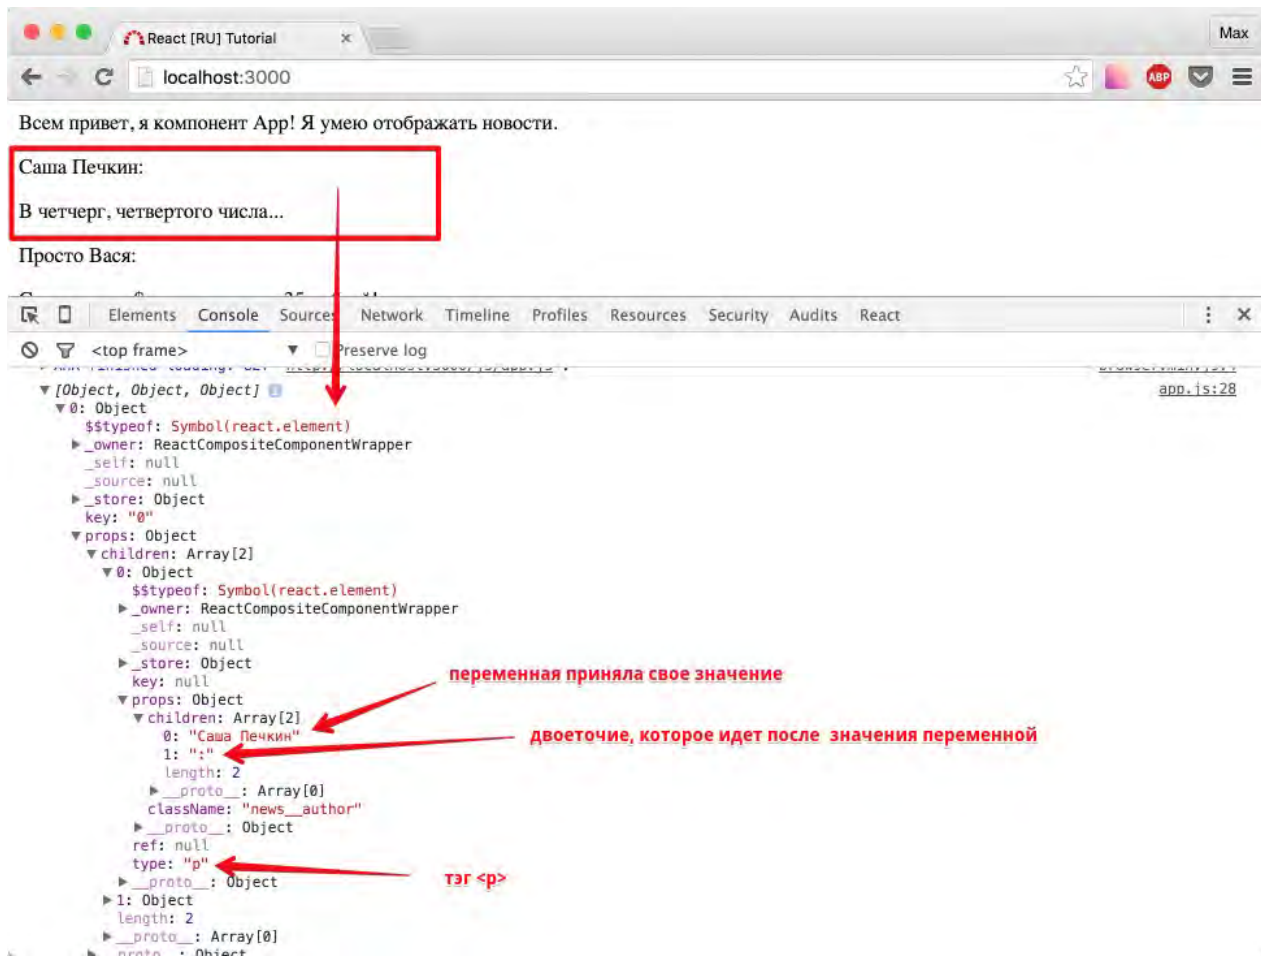 React [RU] Tutorial
Max
localhost:3000
ABP
Всем привет, я компонент App! Я умею отображать новости.
Саша Печкин:
В четчерг, четвертого числа...
Просто Вася:
Elements Console Sources Network Timeline Profiles Resources Security Audits React
<top frame> Preserve log
[Object, Object, Object] app.js:28
0: Object
$$typeof: Symbol(react.element)
_owner: ReactCompositeComponentWrapper
_self: null
_source: null
_store: Object
key: "0"
props: Object
children: Array[2]
0: Object
$$typeof: Symbol(react.element)
_owner: ReactCompositeComponentWrapper
_self: null
_source: null
_store: Object
key: null
переменная приняла свое значение
props: Object
children: Array[2]
0: "Саша Печкин"
двоеточие, которое идет после значения переменной
1: ":"
length: 2
__proto__: Array[0]
className: "news__author"
__proto__: Object
ref: null
type: "p"
тэг <p>
__proto__: Object
1: Object
length: 2
__proto__: Array[0]
__proto__: Object